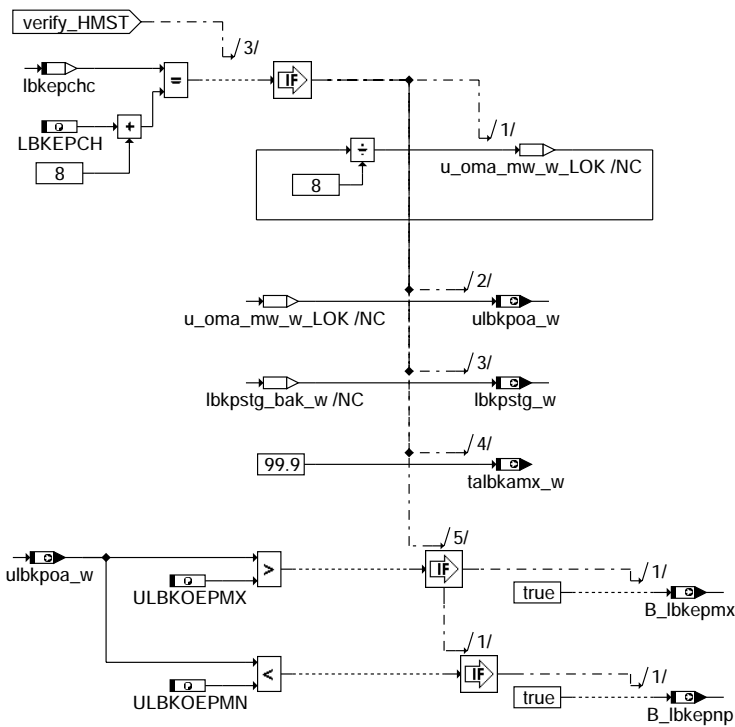 verify_HMST
/3/
lbkepchc
=
IF
LBKEPCH
+
8
/1/
÷
8
u_oma_mw_w_LOK /NC
/2/
u_oma_mw_w_LOK /NC
ulbkpoa_w
/3/
lbkpstg_bak_w /NC
lbkpstg_w
/4/
99.9
talbkamx_w
/5/
ulbkpoa_w
>
IF
/1/
ULBKOEPMX
true
B_lbkepmx
/1/
<
IF
/1/
ULBKOEPMN
true
B_lbkepnp